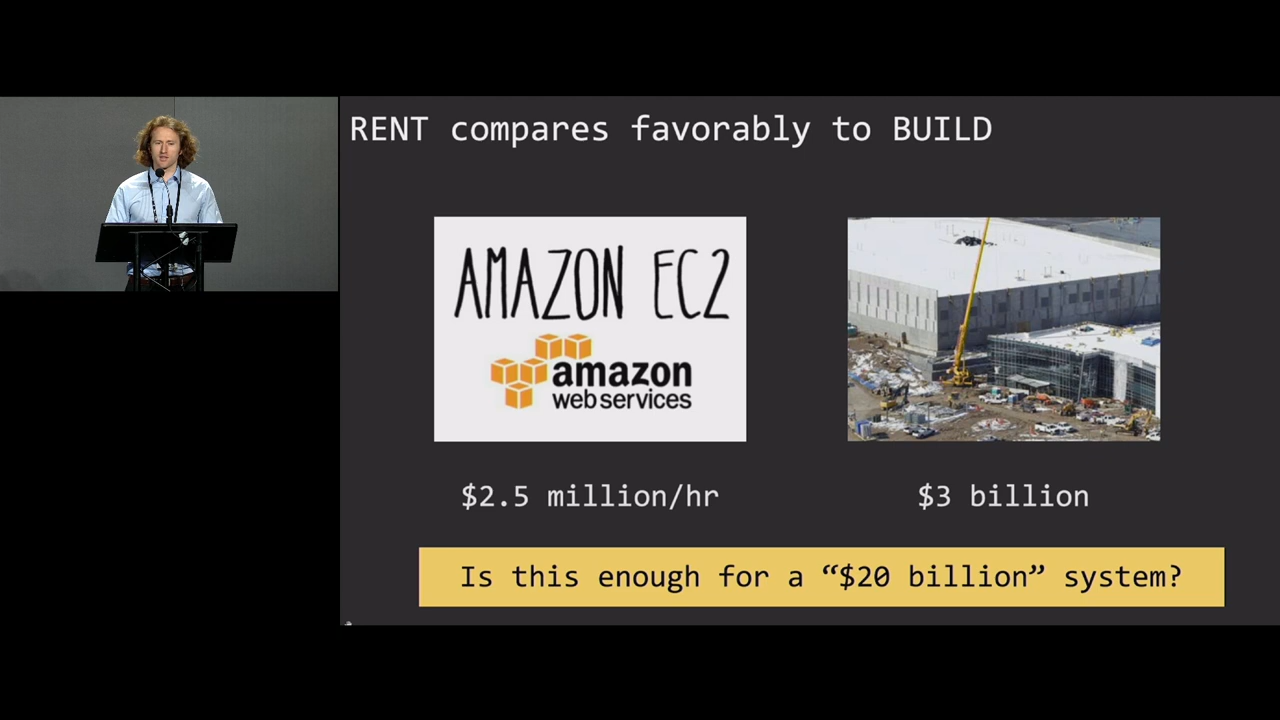 RENT compares favorably to BUILD
AMAZON EC2
amazon
web services
$2.5 million/hr
$3 billion
Is this enough for a “$20 billion” system?